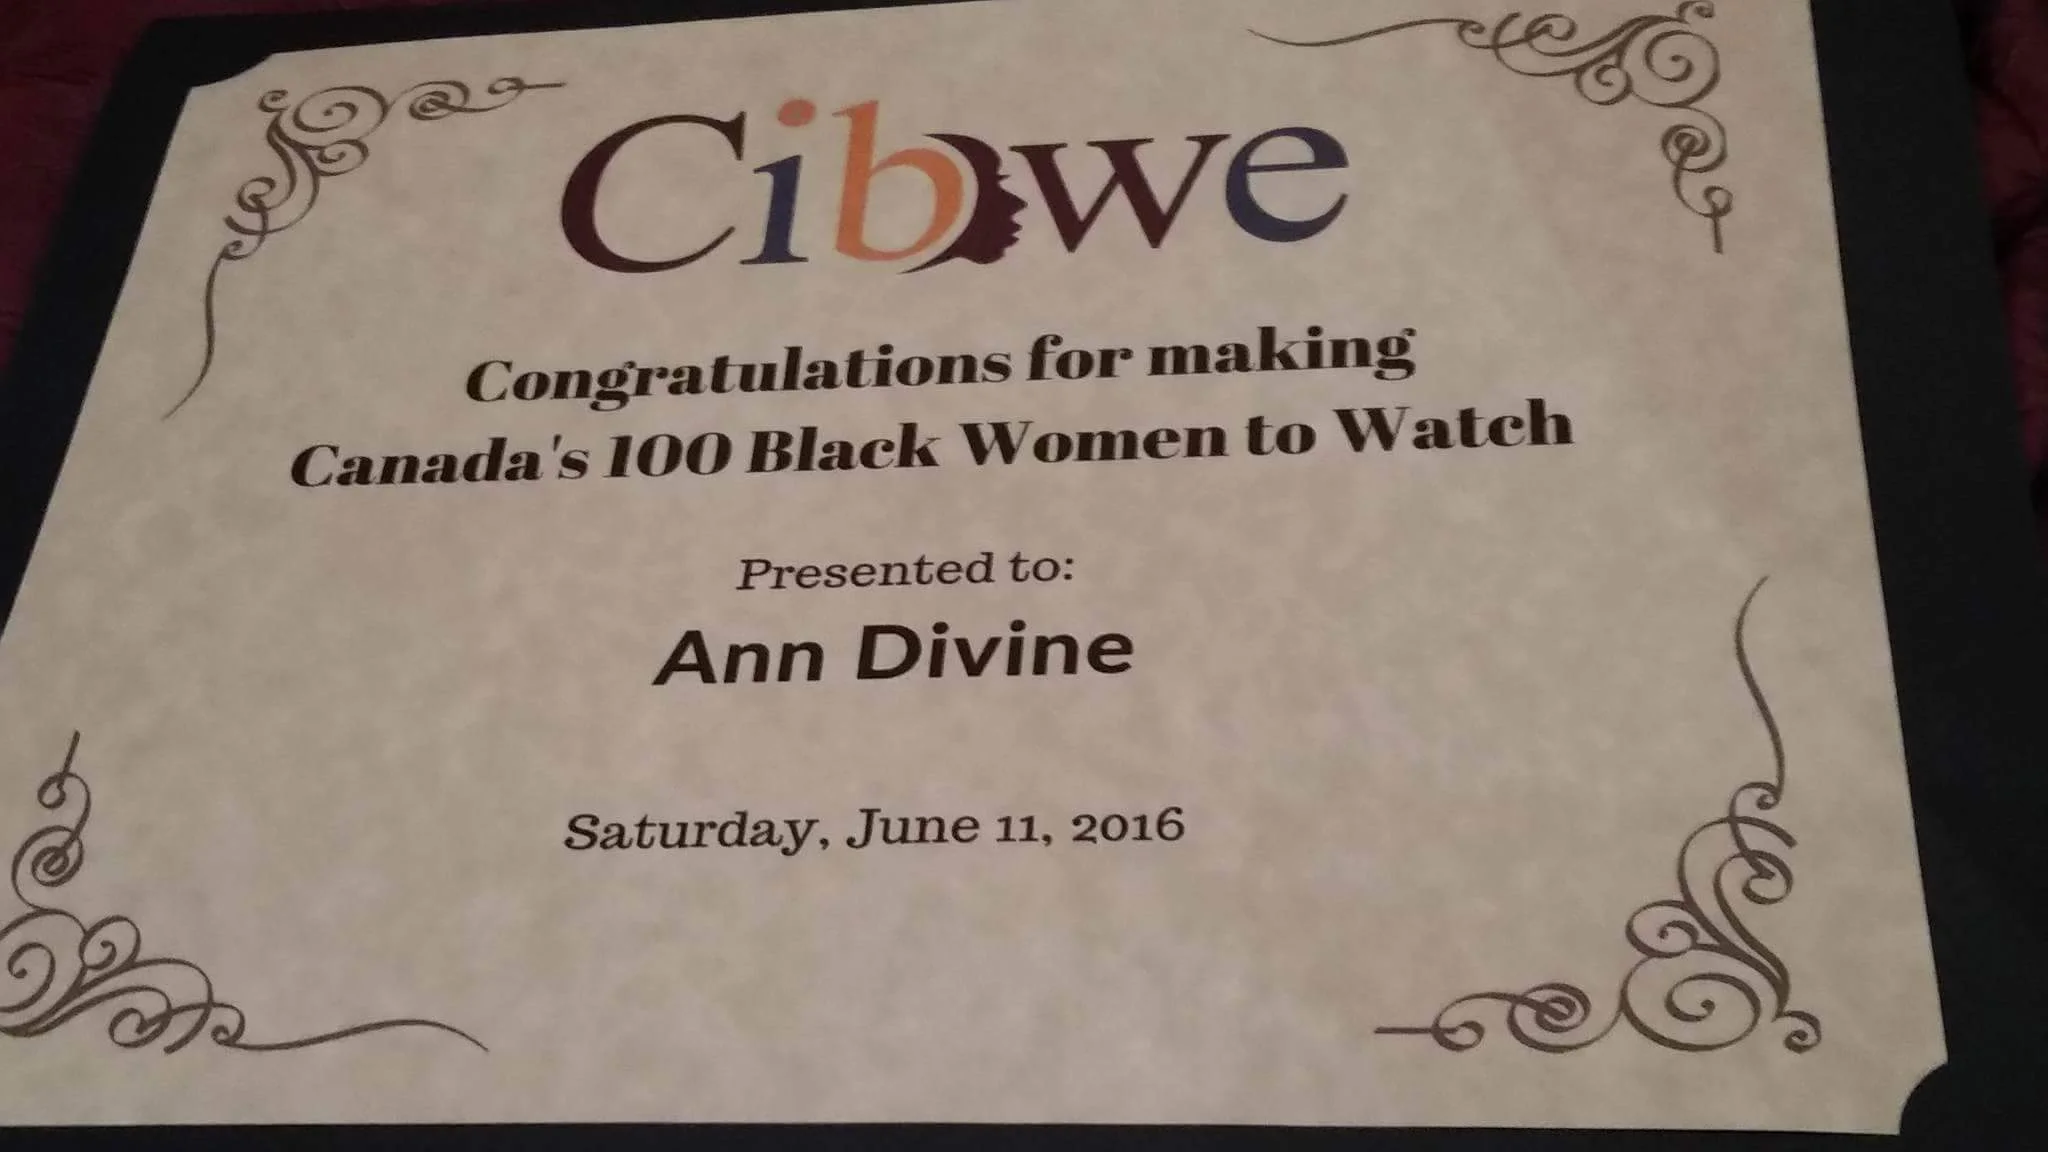 Cibwe
Congratulations for making
Canada's 100 Black Women to Watch
Presented to:
Ann Divine
Saturday, June 11, 2016